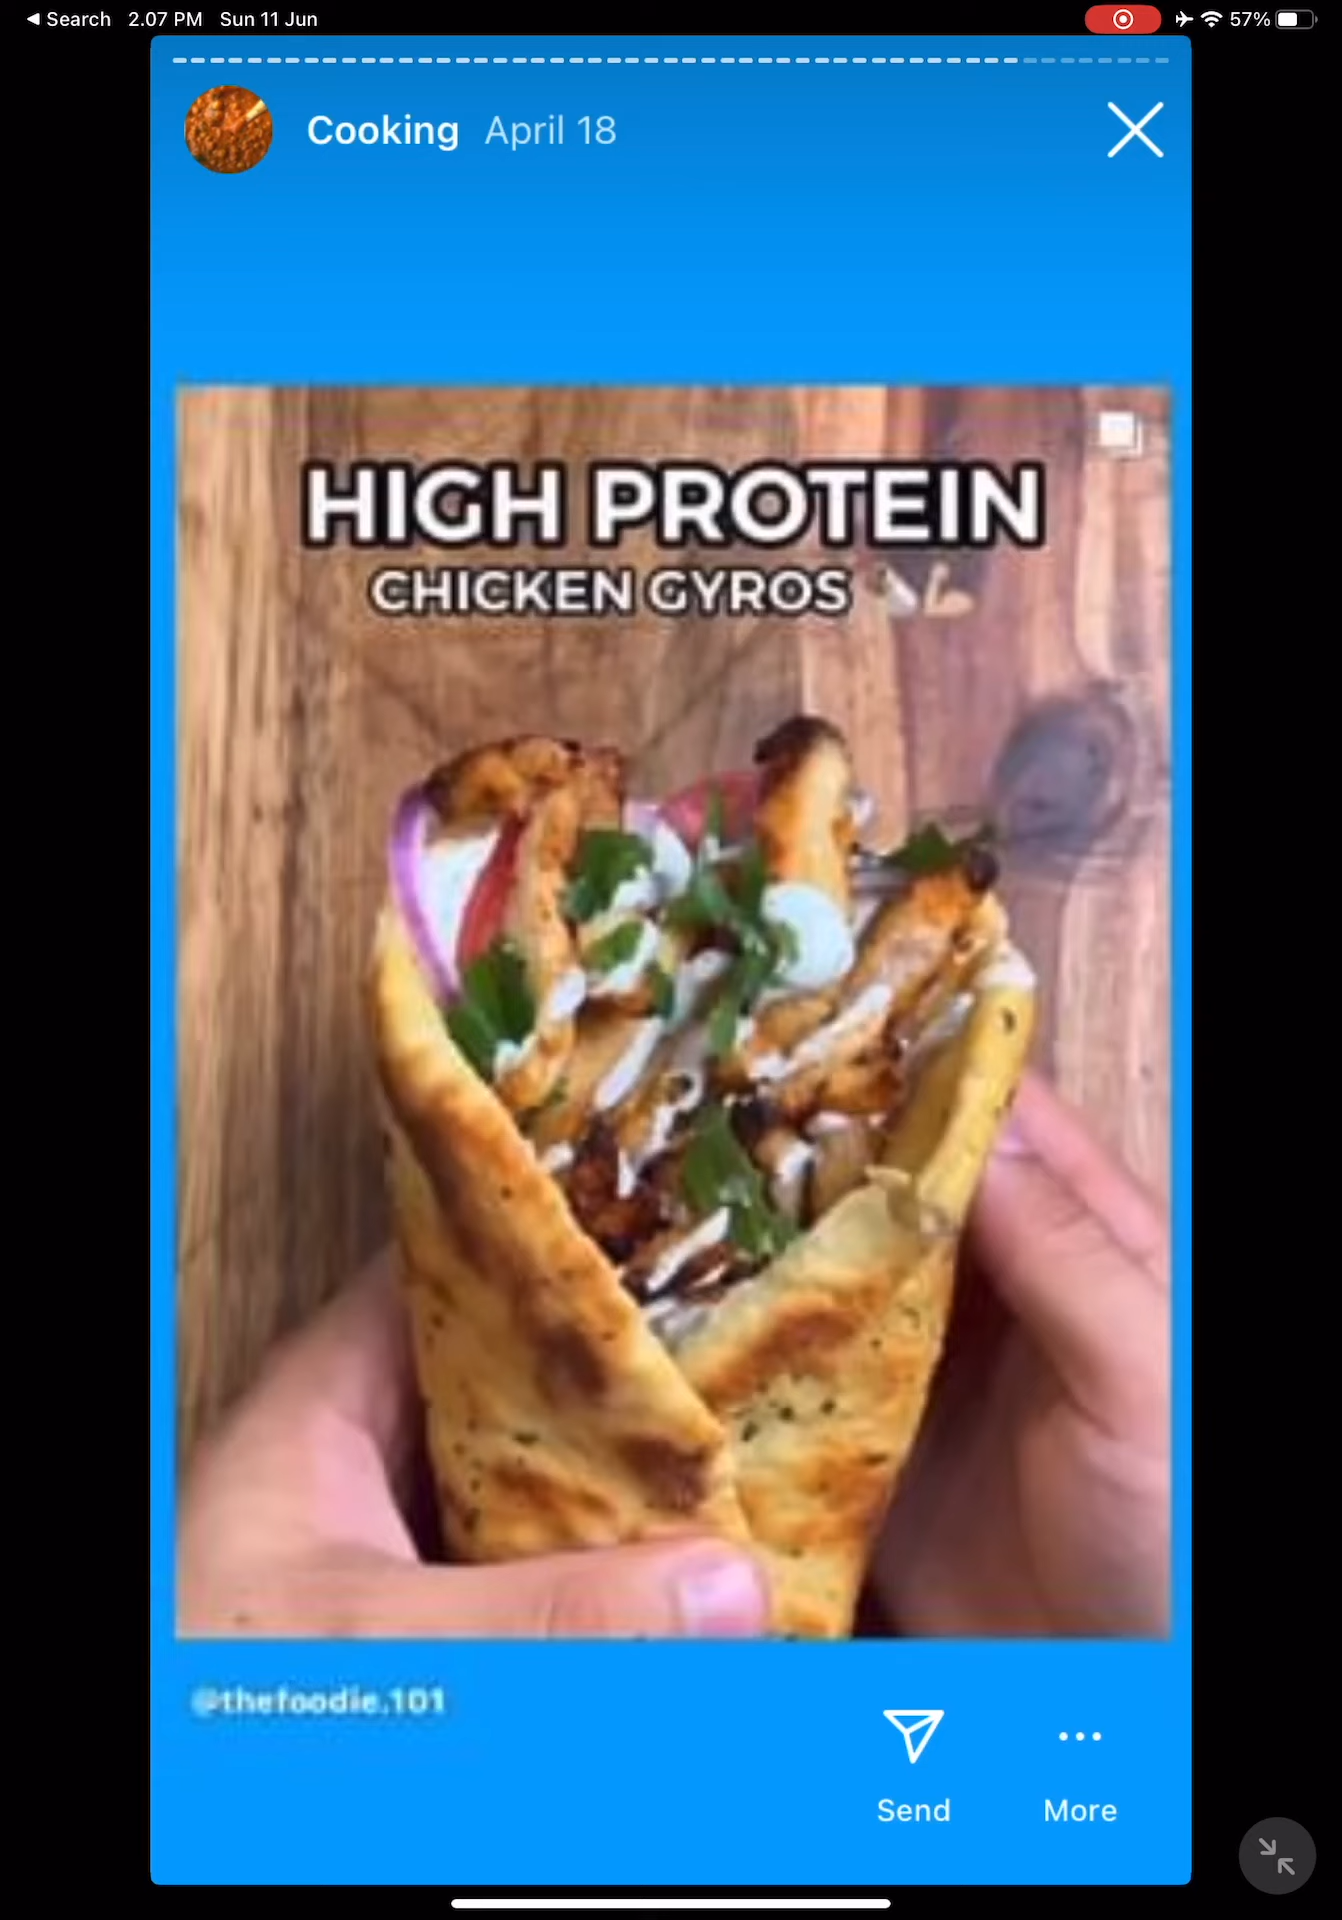 Search 2.07 PM Sun 11 Jun 57%
Cooking April 18
HIGH PROTEIN
CHICKEN GYROS
@thefoodie.101
Send More